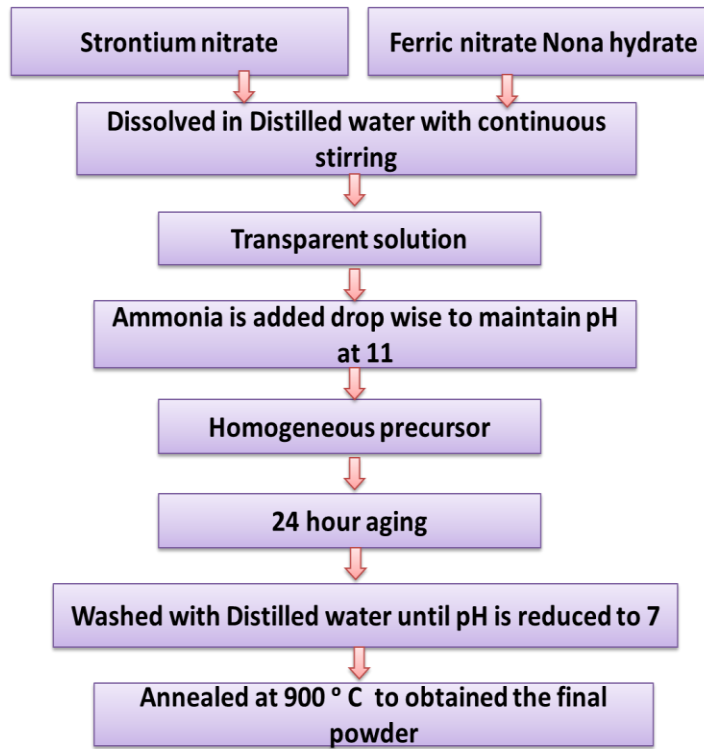 Strontium nitrate
Ferric nitrate Nona hydrate
Dissolved in Distilled water with continuous
stirring
Transparent solution
Ammonia is added drop wise to maintain pH
at 11
Homogeneous precursor
24 hour aging
Washed with Distilled water until pH is reduced to 7
Annealed at 900 ° C to obtained the final
powder